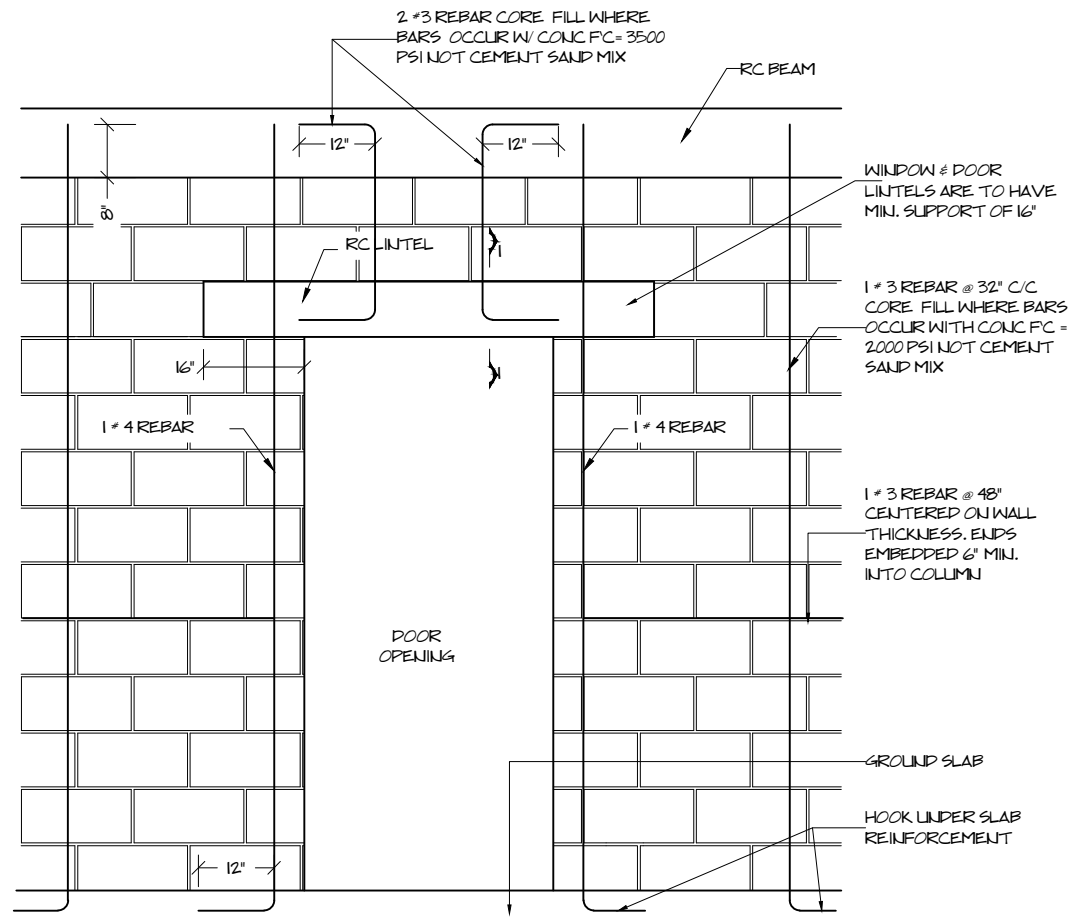 2 #3 REBAR CORE FILL WHERE
BARS OCCUR W/ CONC F'C= 3500
PSI NOT CEMENT SAND MIX
RC BEAM
12"
12"
8"
WINDOW & DOOR
LINTELS ARE TO HAVE
MIN. SUPPORT OF 16"
RC LINTEL
1
1 # 3 REBAR @ 32" C/C
CORE FILL WHERE BARS
OCCUR WITH CONC F'C =
2000 PSI NOT CEMENT
SAND MIX
16"
1
1 # 4 REBAR
1 # 4 REBAR
1 # 3 REBAR @ 48"
CENTERED ON WALL
THICKNESS. ENDS
EMBEDDED 6" MIN.
INTO COLUMN
DOOR
OPENING
GROUND SLAB
HOOK UNDER SLAB
REINFORCEMENT
12"